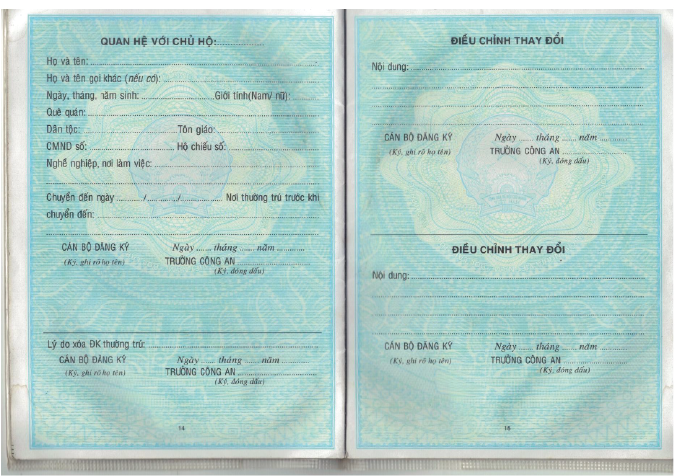 QUAN HỆ VỚI CHỦ HỘ:............
Họ và tên:
Họ và tên gọi khác (nếu có):
Ngày, tháng, năm sinh: Giới tính(Nam/ nữ):
Quê quán:
Dân tộc: Tôn giáo:
CMND số: Hộ chiếu số:
Nghề nghiệp, nơi làm việc:
Chuyển đến ngày ........./........../.......... Nơi thường trú trước khi
chuyển đến:
CÁN BỘ ĐĂNG KÝ Ngày ...... tháng ...... năm ..........
(Ký, ghi rõ họ tên) TRƯỞNG CÔNG AN
(Ký, đóng dấu)
Lý do xóa ĐK thường trú:
CÁN BỘ ĐĂNG KÝ Ngày ...... tháng ...... năm ..........
(Ký, ghi rõ họ tên) TRƯỞNG CÔNG AN
(Ký, đóng dấu)
14
ĐIỀU CHỈNH THAY ĐỔI
Nội dung:
CÁN BỘ ĐĂNG KÝ Ngày ...... tháng ...... năm ..........
(Ký, ghi rõ họ tên) TRƯỞNG CÔNG AN
(Ký, đóng dấu)
ĐIỀU CHỈNH THAY ĐỔI
Nội dung:
CÁN BỘ ĐĂNG KÝ Ngày ...... tháng ...... năm ..........
(Ký, ghi rõ họ tên) TRƯỞNG CÔNG AN
(Ký, đóng dấu)